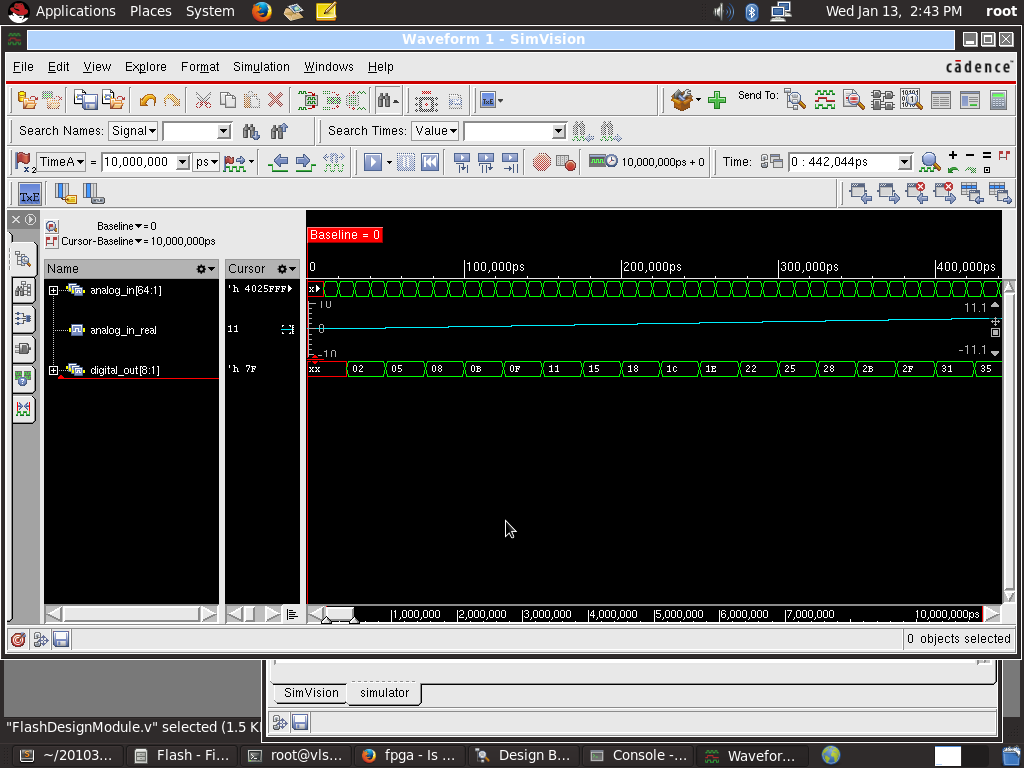 Applications Places System Wed Jan 13, 2:43 PM root
Waveform 1 - SimVision
File Edit View Explore Format Simulation Windows Help cādence
Send To:
Search Names: Signal Search Times: Value
TimeA = 10,000,000 ps 10,000,000ps + 0 Time: 0 : 442,044ps
TxE
Baseline = 0
Cursor-Baseline = 10,000,000ps
Baseline = 0
Name Cursor 0 100,000ps 200,000ps 300,000ps 400,000ps
analog_in[64:1] 'h 4025FFF x
10 11.1
analog_in_real 11 0
-10 -11.1
digital_out[8:1] 'h 7F xx 02 05 08 0B 0F 11 15 18 1C 1E 22 25 28 2B 2F 31 35
1,000,000 2,000,000 3,000,000 4,000,000 5,000,000 6,000,000 7,000,000 10,000,000ps
0 objects selected
SimVision simulator
"FlashDesignModule.v" selected (1.5 K
~/20103... Flash - Fi... root@vls... fpga - Is ... Design B... Console -... Wavefor...